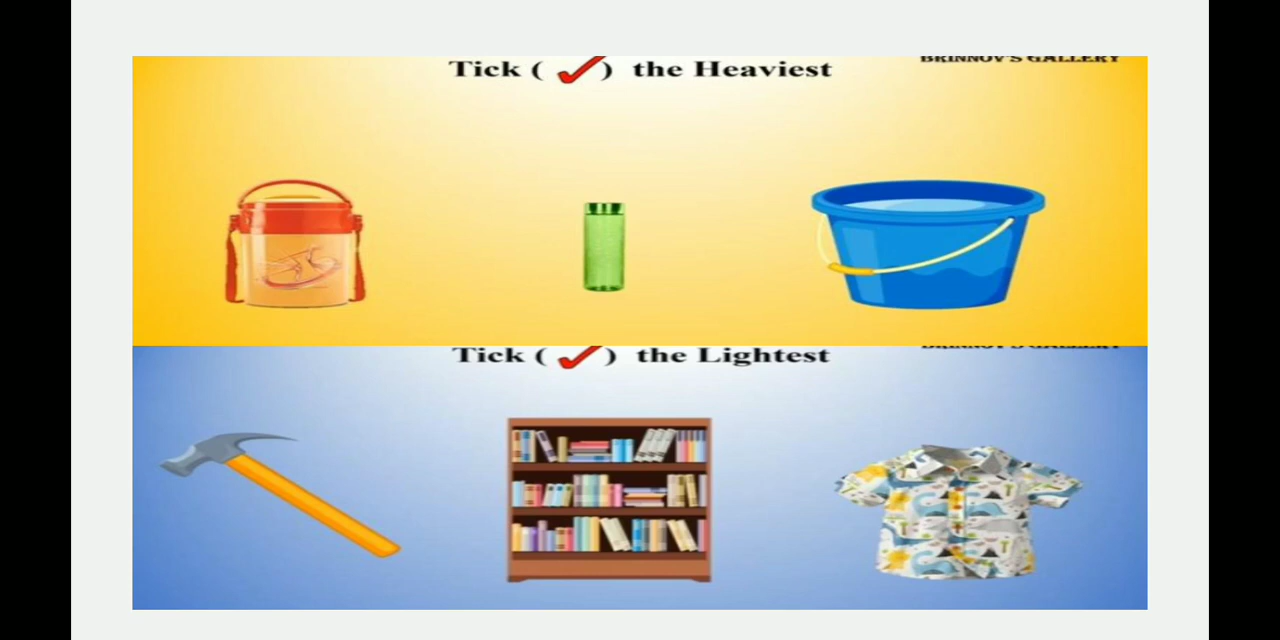 BRINNOV'S GALLERY
Tick ( ✓ ) the Heaviest
Tick ( ✓ ) the Lightest